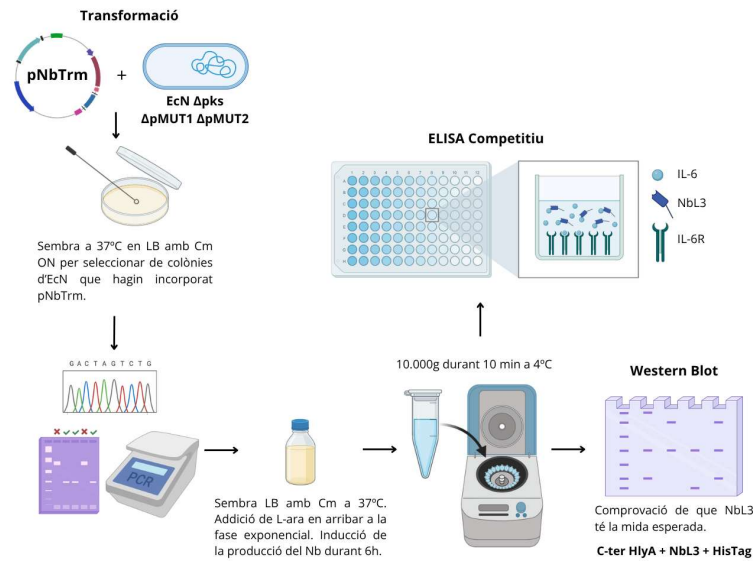 Transformació
pNbTrm
+
EcN Δpks
ΔpMUT1 ΔpMUT2
Sembra a 37ºC en LB amb Cm
ON per seleccionar de colònies
d'EcN que hagin incorporat
pNbTrm.
G A C T A G T C T G
PCR
Sembra LB amb Cm a 37ºC.
Addició de L-ara en arribar a la
fase exponencial. Inducció de
la producció del Nb durant 6h.
10.000g durant 10 min a 4ºC
ELISA Competitiu
IL-6
NbL3
IL-6R
Western Blot
Comprovació de que NbL3
té la mida esperada.
C-ter HlyA + NbL3 + HisTag